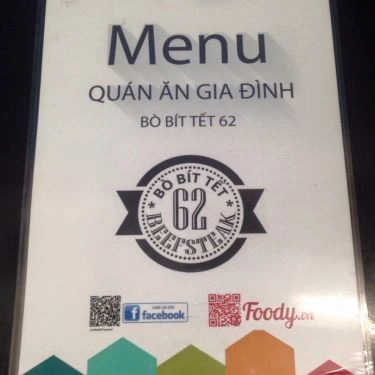 Menu
QUÁN ĂN GIA ĐÌNH
BÒ BÍT TẾT 62
BÒ BÍT TẾT
62
BEEFSTEAK
facebook
Foody.vn